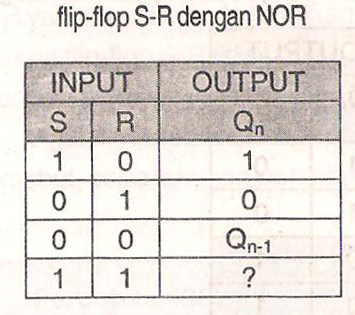 flip-flop S-R dengan NOR
INPUT OUTPUT
S R Qn
1 0 1
0 1 0
0 0 Qn-1
1 1 ?